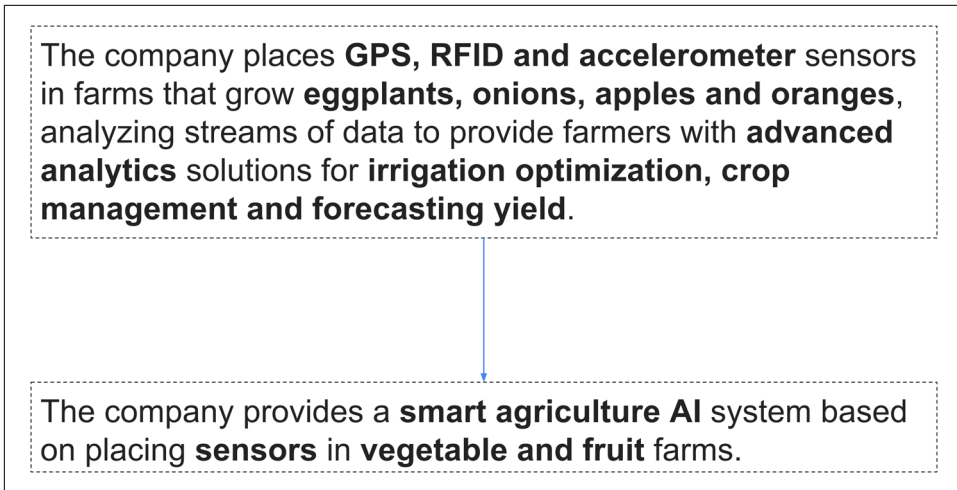 The company places GPS, RFID and accelerometer sensors
in farms that grow eggplants, onions, apples and oranges,
analyzing streams of data to provide farmers with advanced
analytics solutions for irrigation optimization, crop
management and forecasting yield.
The company provides a smart agriculture AI system based
on placing sensors in vegetable and fruit farms.